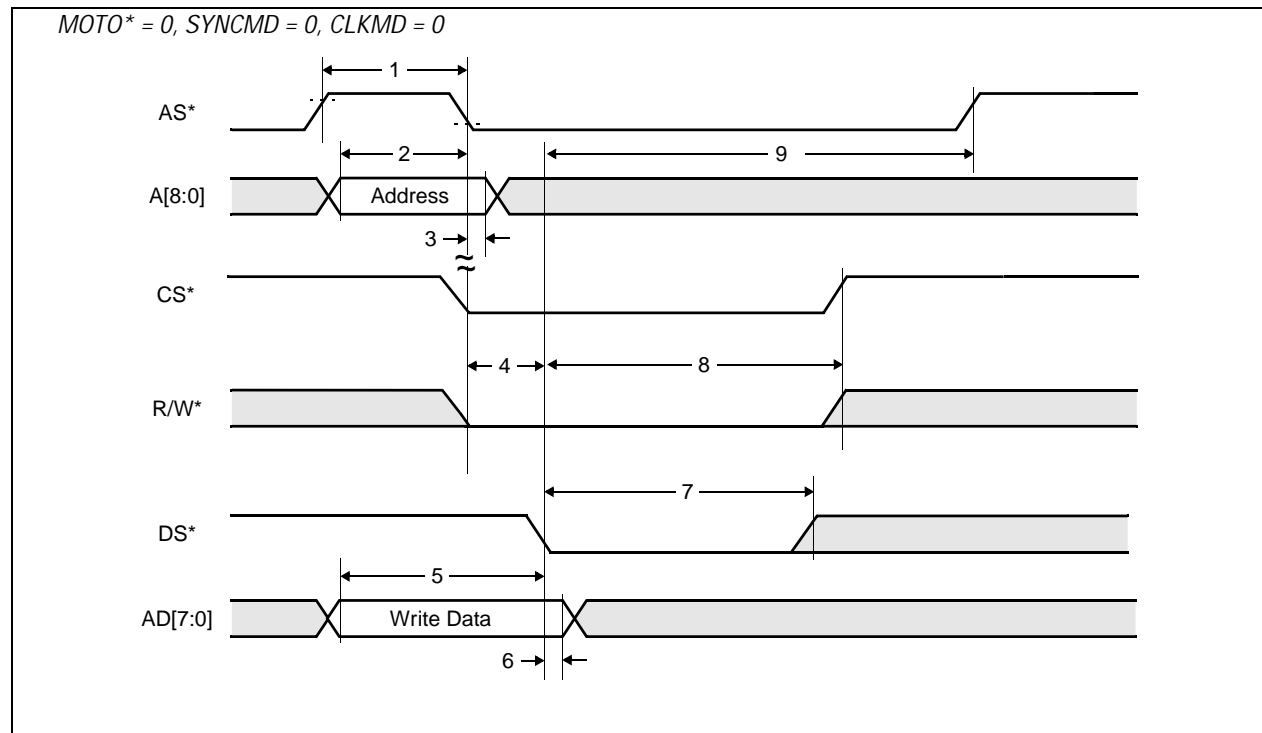 MOTO* = 0, SYNCMD = 0, CLKMD = 0
1
AS*
2
9
A[8:0]
Address
3
CS*
4
8
R/W*
7
DS*
5
AD[7:0]
Write Data
6